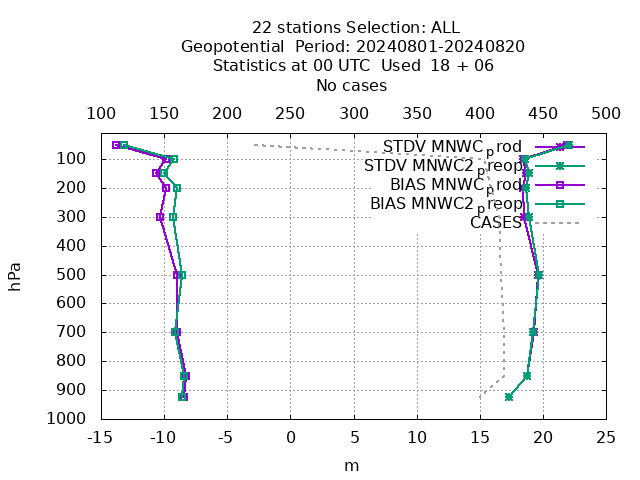 22 stations Selection: ALL
Geopotential  Period: 20240801-20240820
Statistics at 00 UTC  Used  18 + 06
No cases
100 150 200 250 300 350 400 450 500
STDV MNWC_prod
STDV MNWC2_preop
BIAS MNWC_prod
BIAS MNWC2_preop
CASES
hPa
100
200
300
400
500
600
700
800
900
1000
-15 -10 -5 0 5 10 15 20 25
m